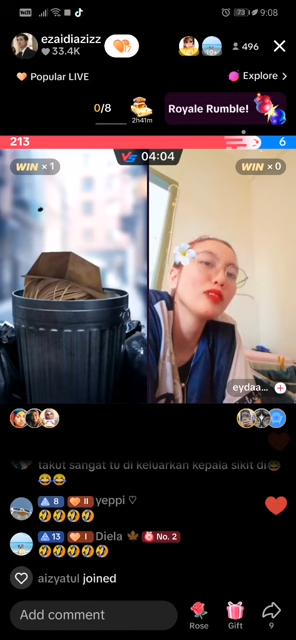 9:08
73
ezaidiazizz
33.4K
496
Popular LIVE
Explore >
0/8
2h41m
Royale Rumble!
213
VS 04:04
6
WIN × 1
WIN × 0
eydaa...
takut sangat tu di keluarkan kepala sikit di
8 II yeppi ♡
13 I Diela No. 2
aizyatul joined
Add comment
Rose
Gift
9